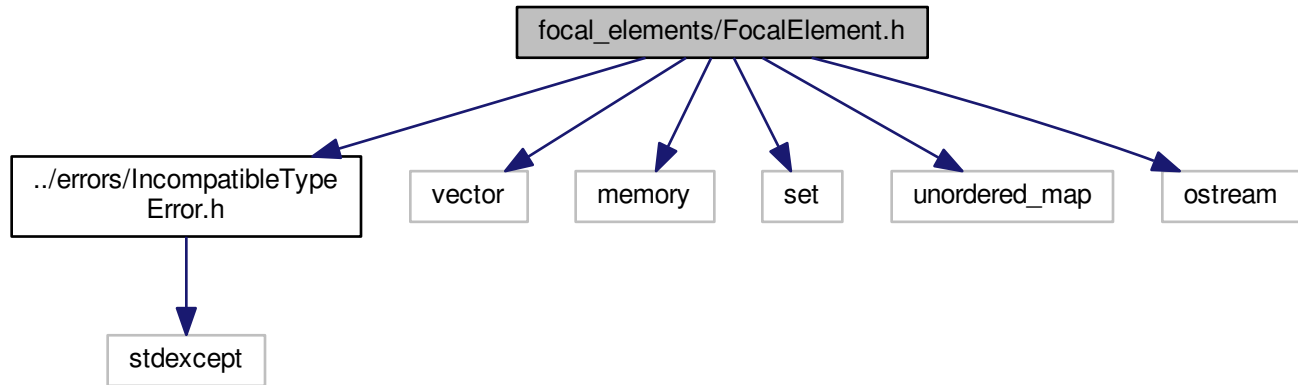 focal_elements/FocalElement.h
../errors/IncompatibleType
Error.h
vector
memory
set
unordered_map
ostream
stdexcept